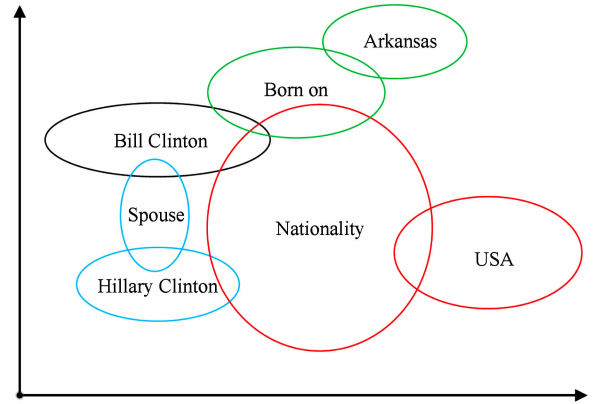 Arkansas
Born on
Bill Clinton
Spouse
Nationality
USA
Hillary Clinton